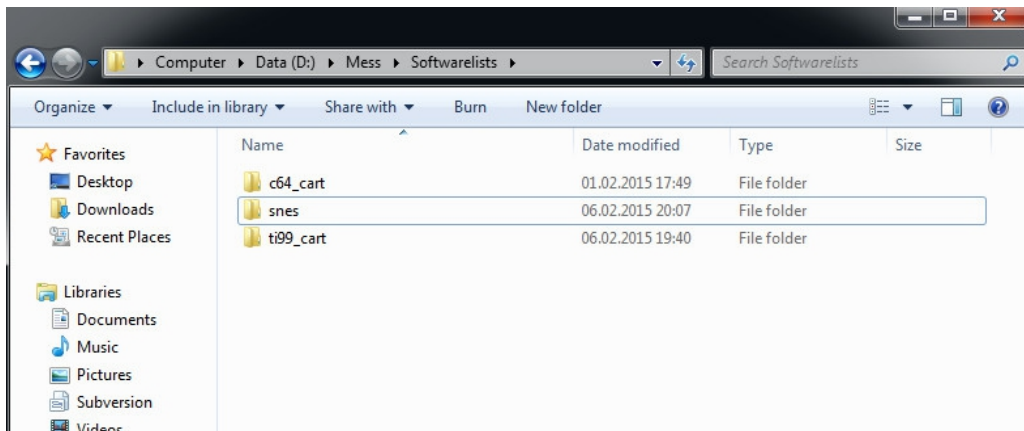 Computer Data (D:) Mess Softwarelists Search Softwarelists
Organize Include in library Share with Burn New folder
Name Date modified Type Size
Favorites
Desktop
Downloads
Recent Places
Libraries
Documents
Music
Pictures
Subversion
Videos
c64_cart 01.02.2015 17:49 File folder
snes 06.02.2015 20:07 File folder
ti99_cart 06.02.2015 19:40 File folder